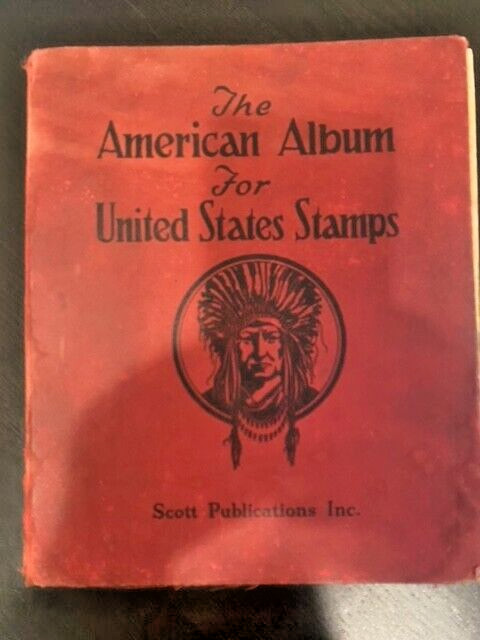 The
American Album
For
United States Stamps
Scott Publications Inc.